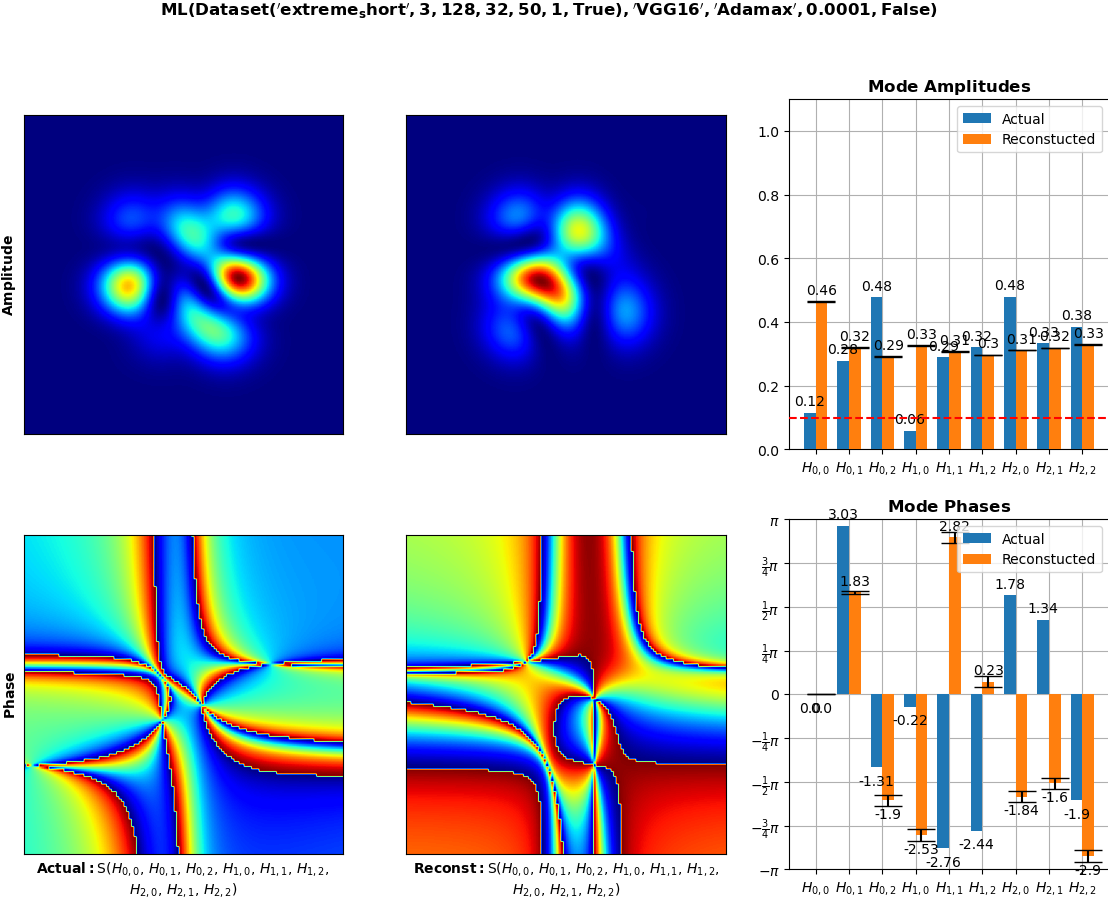 ML(Dataset(′extreme_short′, 3, 128, 32, 50, 1, True), ′VGG16′, ′Adamax′, 0.0001, False)
Amplitude
Mode Amplitudes
Actual
Reconstucted
1.0
0.8
0.6
0.4
0.2
0.0
0.12
0.46
0.28
0.32
0.48
0.29
0.06
0.33
0.29
0.31
0.32
0.3
0.48
0.31
0.33
0.32
0.38
0.33
H0,0 H0,1 H0,2 H1,0 H1,1 H1,2 H2,0 H2,1 H2,2
Phase
Mode Phases
Actual
Reconstucted
π
3/4π
1/2π
1/4π
0
−1/4π
−1/2π
−3/4π
−π
0.0
0.0
3.03
1.83
-1.31
-1.9
-0.22
-2.53
-2.76
2.82
-2.44
0.23
1.78
-1.84
1.34
-1.6
-1.9
-2.9
H0,0 H0,1 H0,2 H1,0 H1,1 H1,2 H2,0 H2,1 H2,2
Actual: S(H0,0, H0,1, H0,2, H1,0, H1,1, H1,2,
H2,0, H2,1, H2,2)
Reconst: S(H0,0, H0,1, H0,2, H1,0, H1,1, H1,2,
H2,0, H2,1, H2,2)